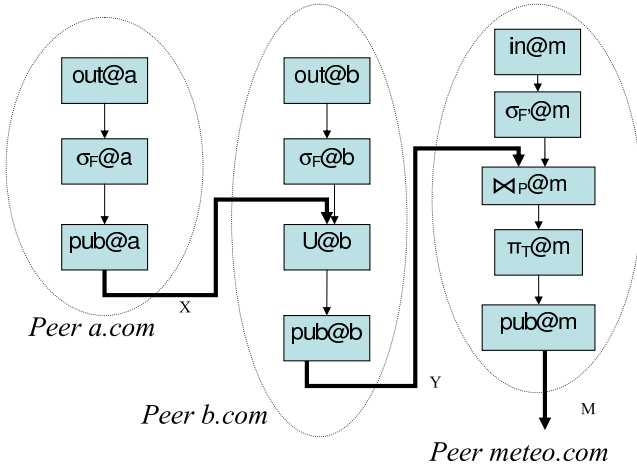 out@a
σF@a
pub@a
X
Peer a.com
out@b
σF@b
U@b
pub@b
Y
Peer b.com
in@m
σF'@m
⋈P@m
πT@m
pub@m
M
Peer meteo.com